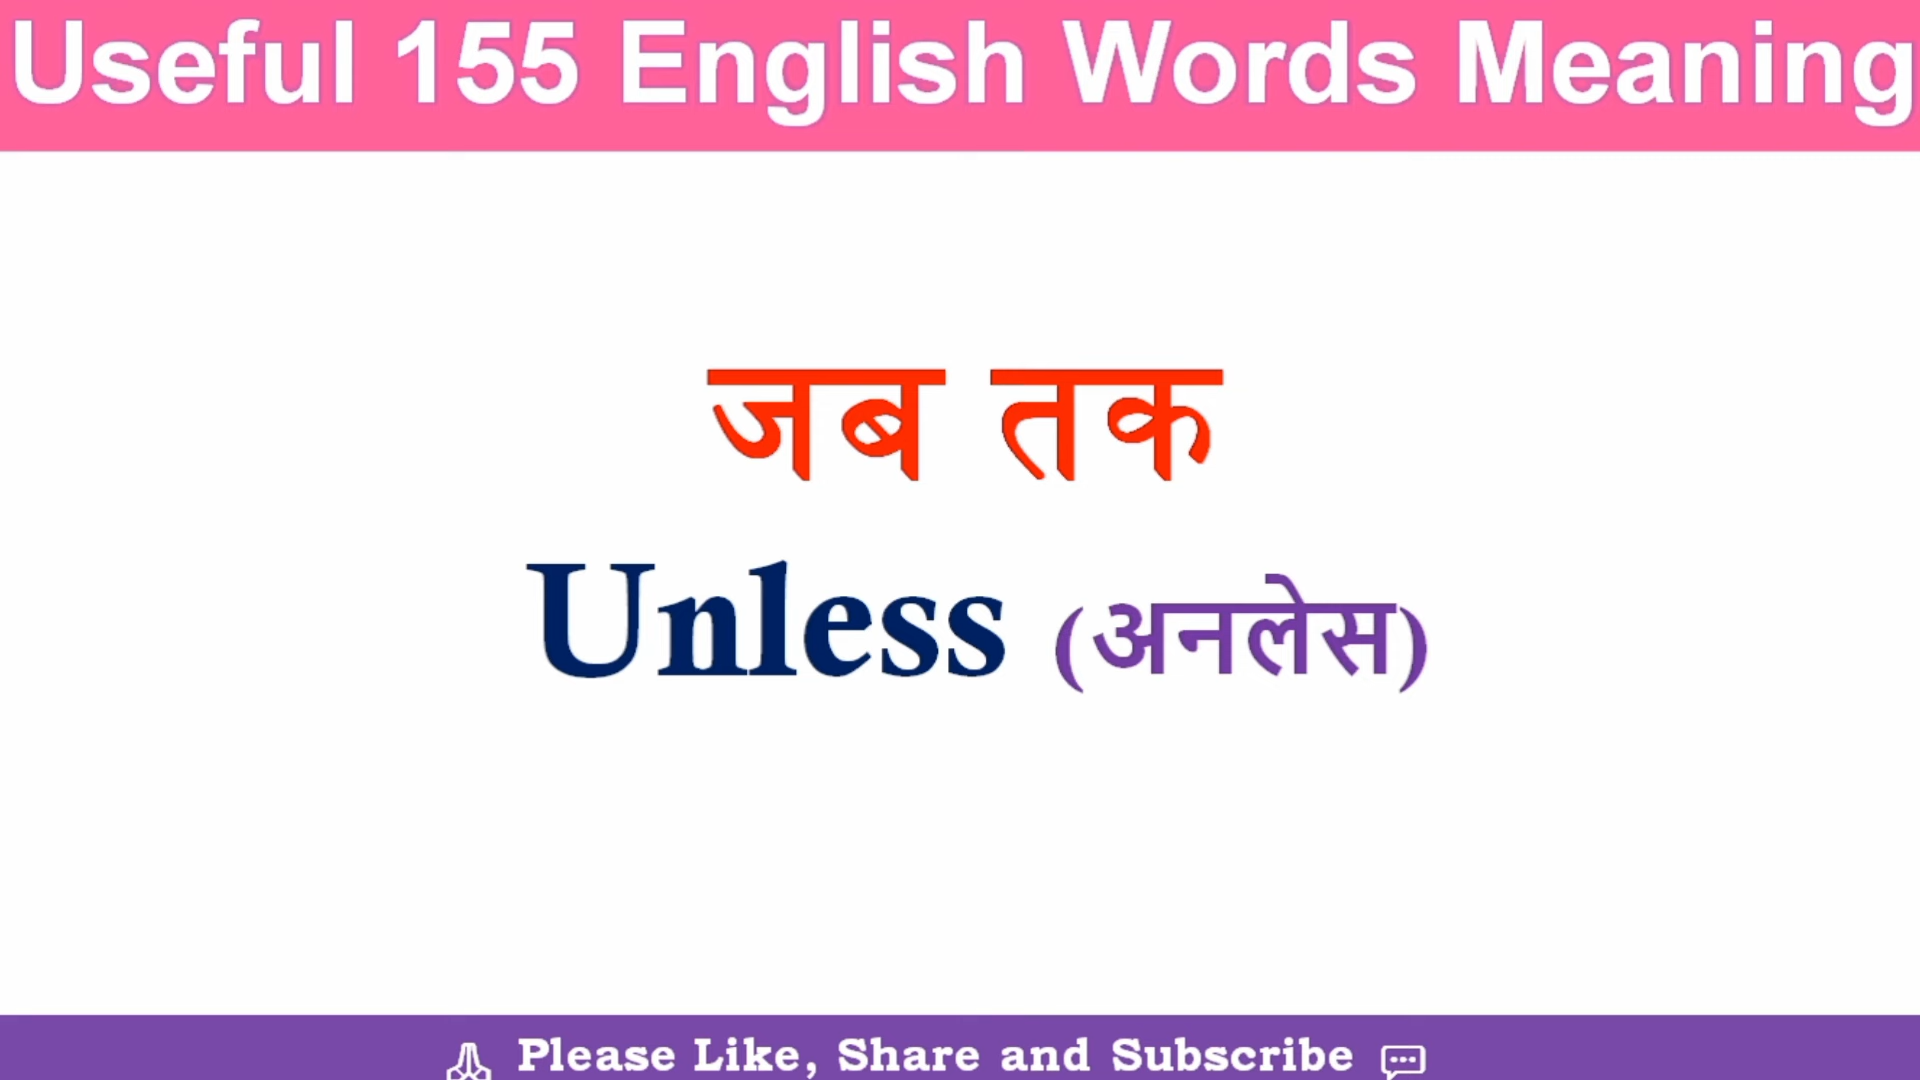 Useful 155 English Words Meaning
जब तक
Unless (अनलेस)
Please Like, Share and Subscribe